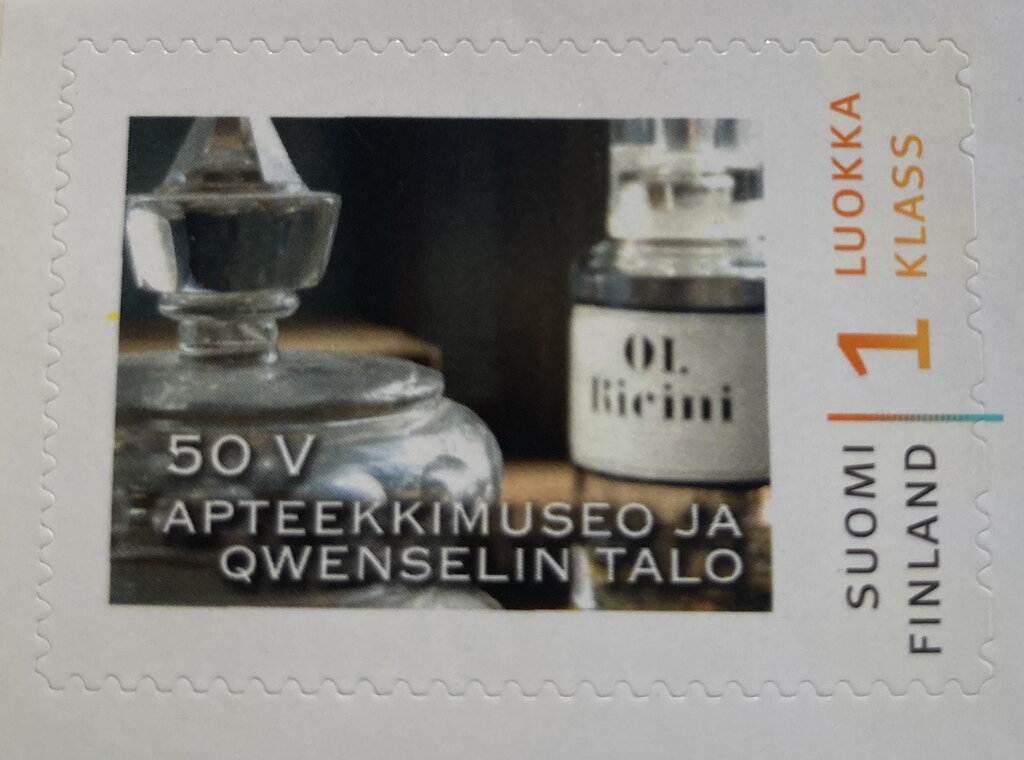 OL.
Ricini
50 V
APTEEKKIMUSEO JA
QWENSELIN TALO
SUOMI 1 LUOKKA
FINLAND KLASS